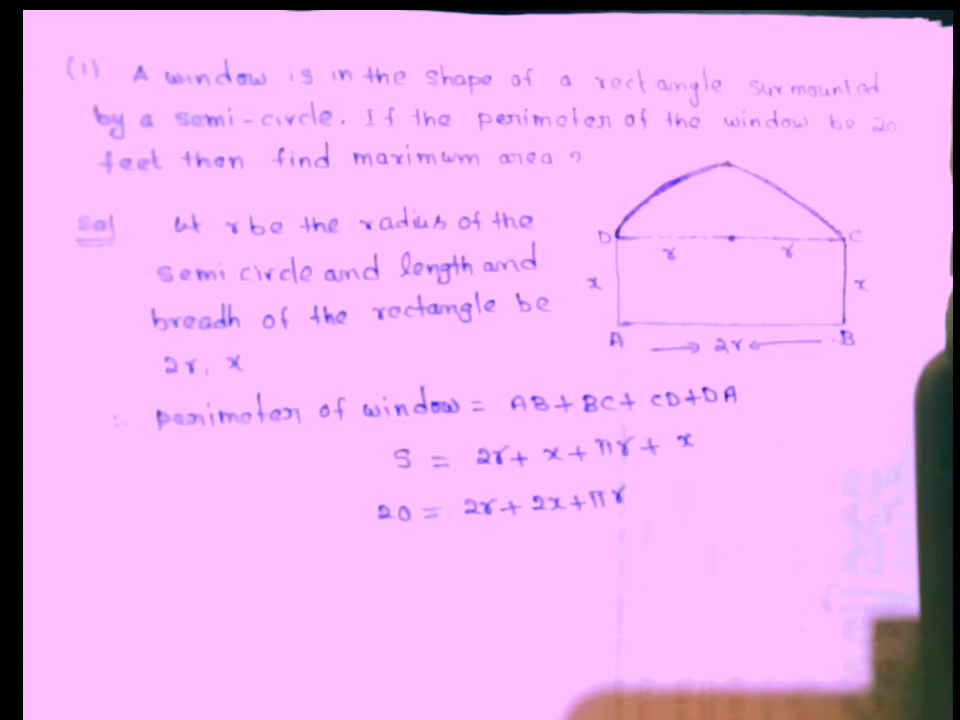 (1) A window is in the shape of a rectangle surmounted
by a semi-circle. If the perimeter of the window be 20
feet then find maximum area ?
Sol let r be the radius of the
semi circle and length and
breadh of the rectangle be
2r, x
D C
r r
x x
A → 2r ← B
∴ perimeter of window = AB + BC + CD + DA
S = 2r + x + πr + x
20 = 2r + 2x + πr